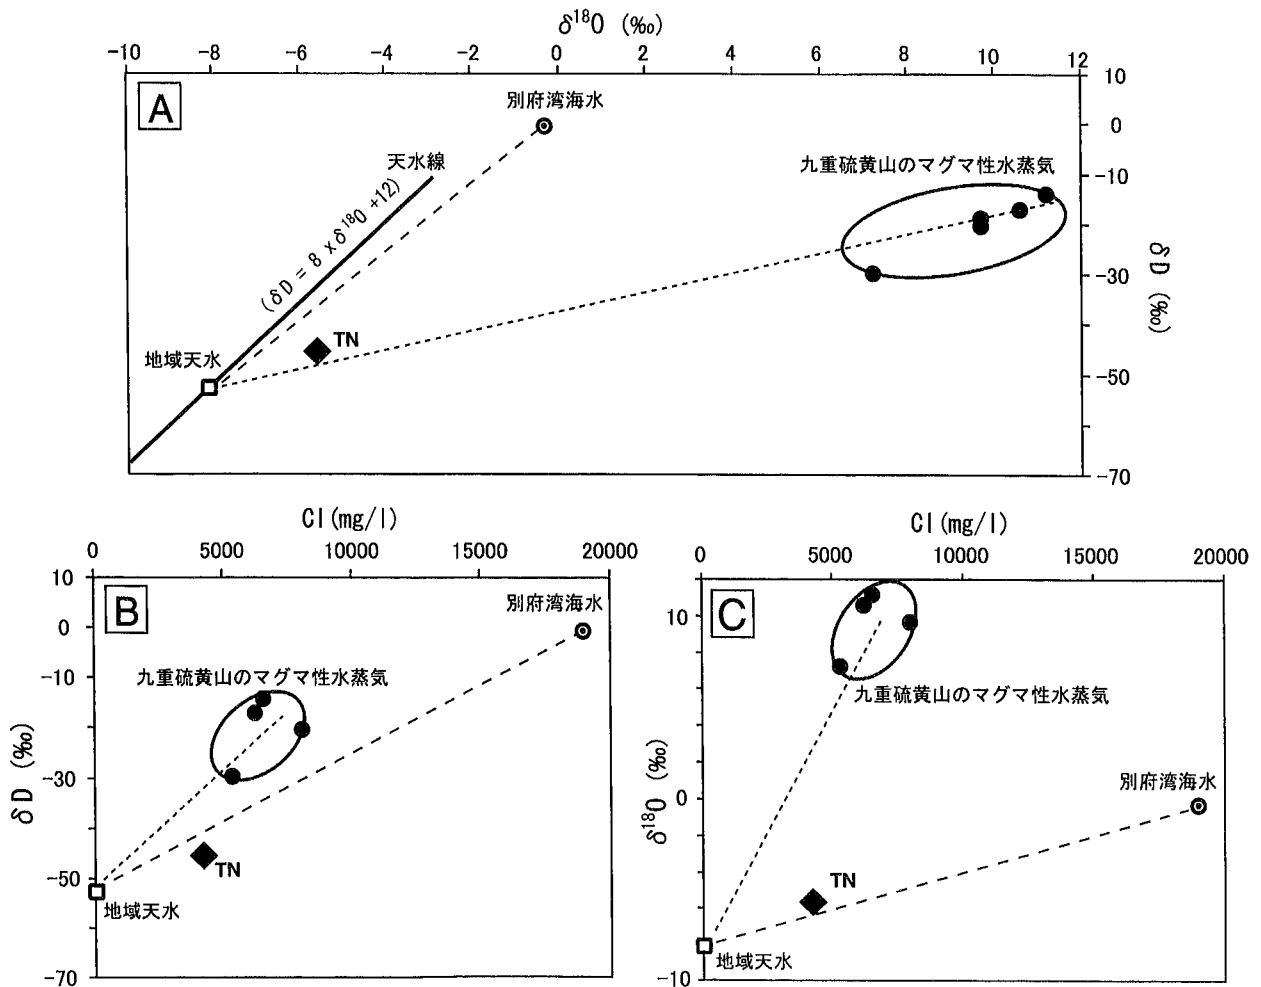 δ¹⁸O (‰)
-10 -8 -6 -4 -2 0 2 4 6 8 10 12
A
別府湾海水
天水線
(δD = 8 x δ¹⁸O +12)
九重硫黄山のマグマ性水蒸気
地域天水
TN
10
0
-10
-30
-50
-70
δD (‰)
Cl(mg/l)
0 5000 10000 15000 20000
B
別府湾海水
九重硫黄山のマグマ性水蒸気
TN
地域天水
10
0
-10
-30
-50
-70
δD (‰)
Cl(mg/l)
0 5000 10000 15000 20000
C
九重硫黄山のマグマ性水蒸気
別府湾海水
TN
地域天水
10
0
-10
δ¹⁸O (‰)